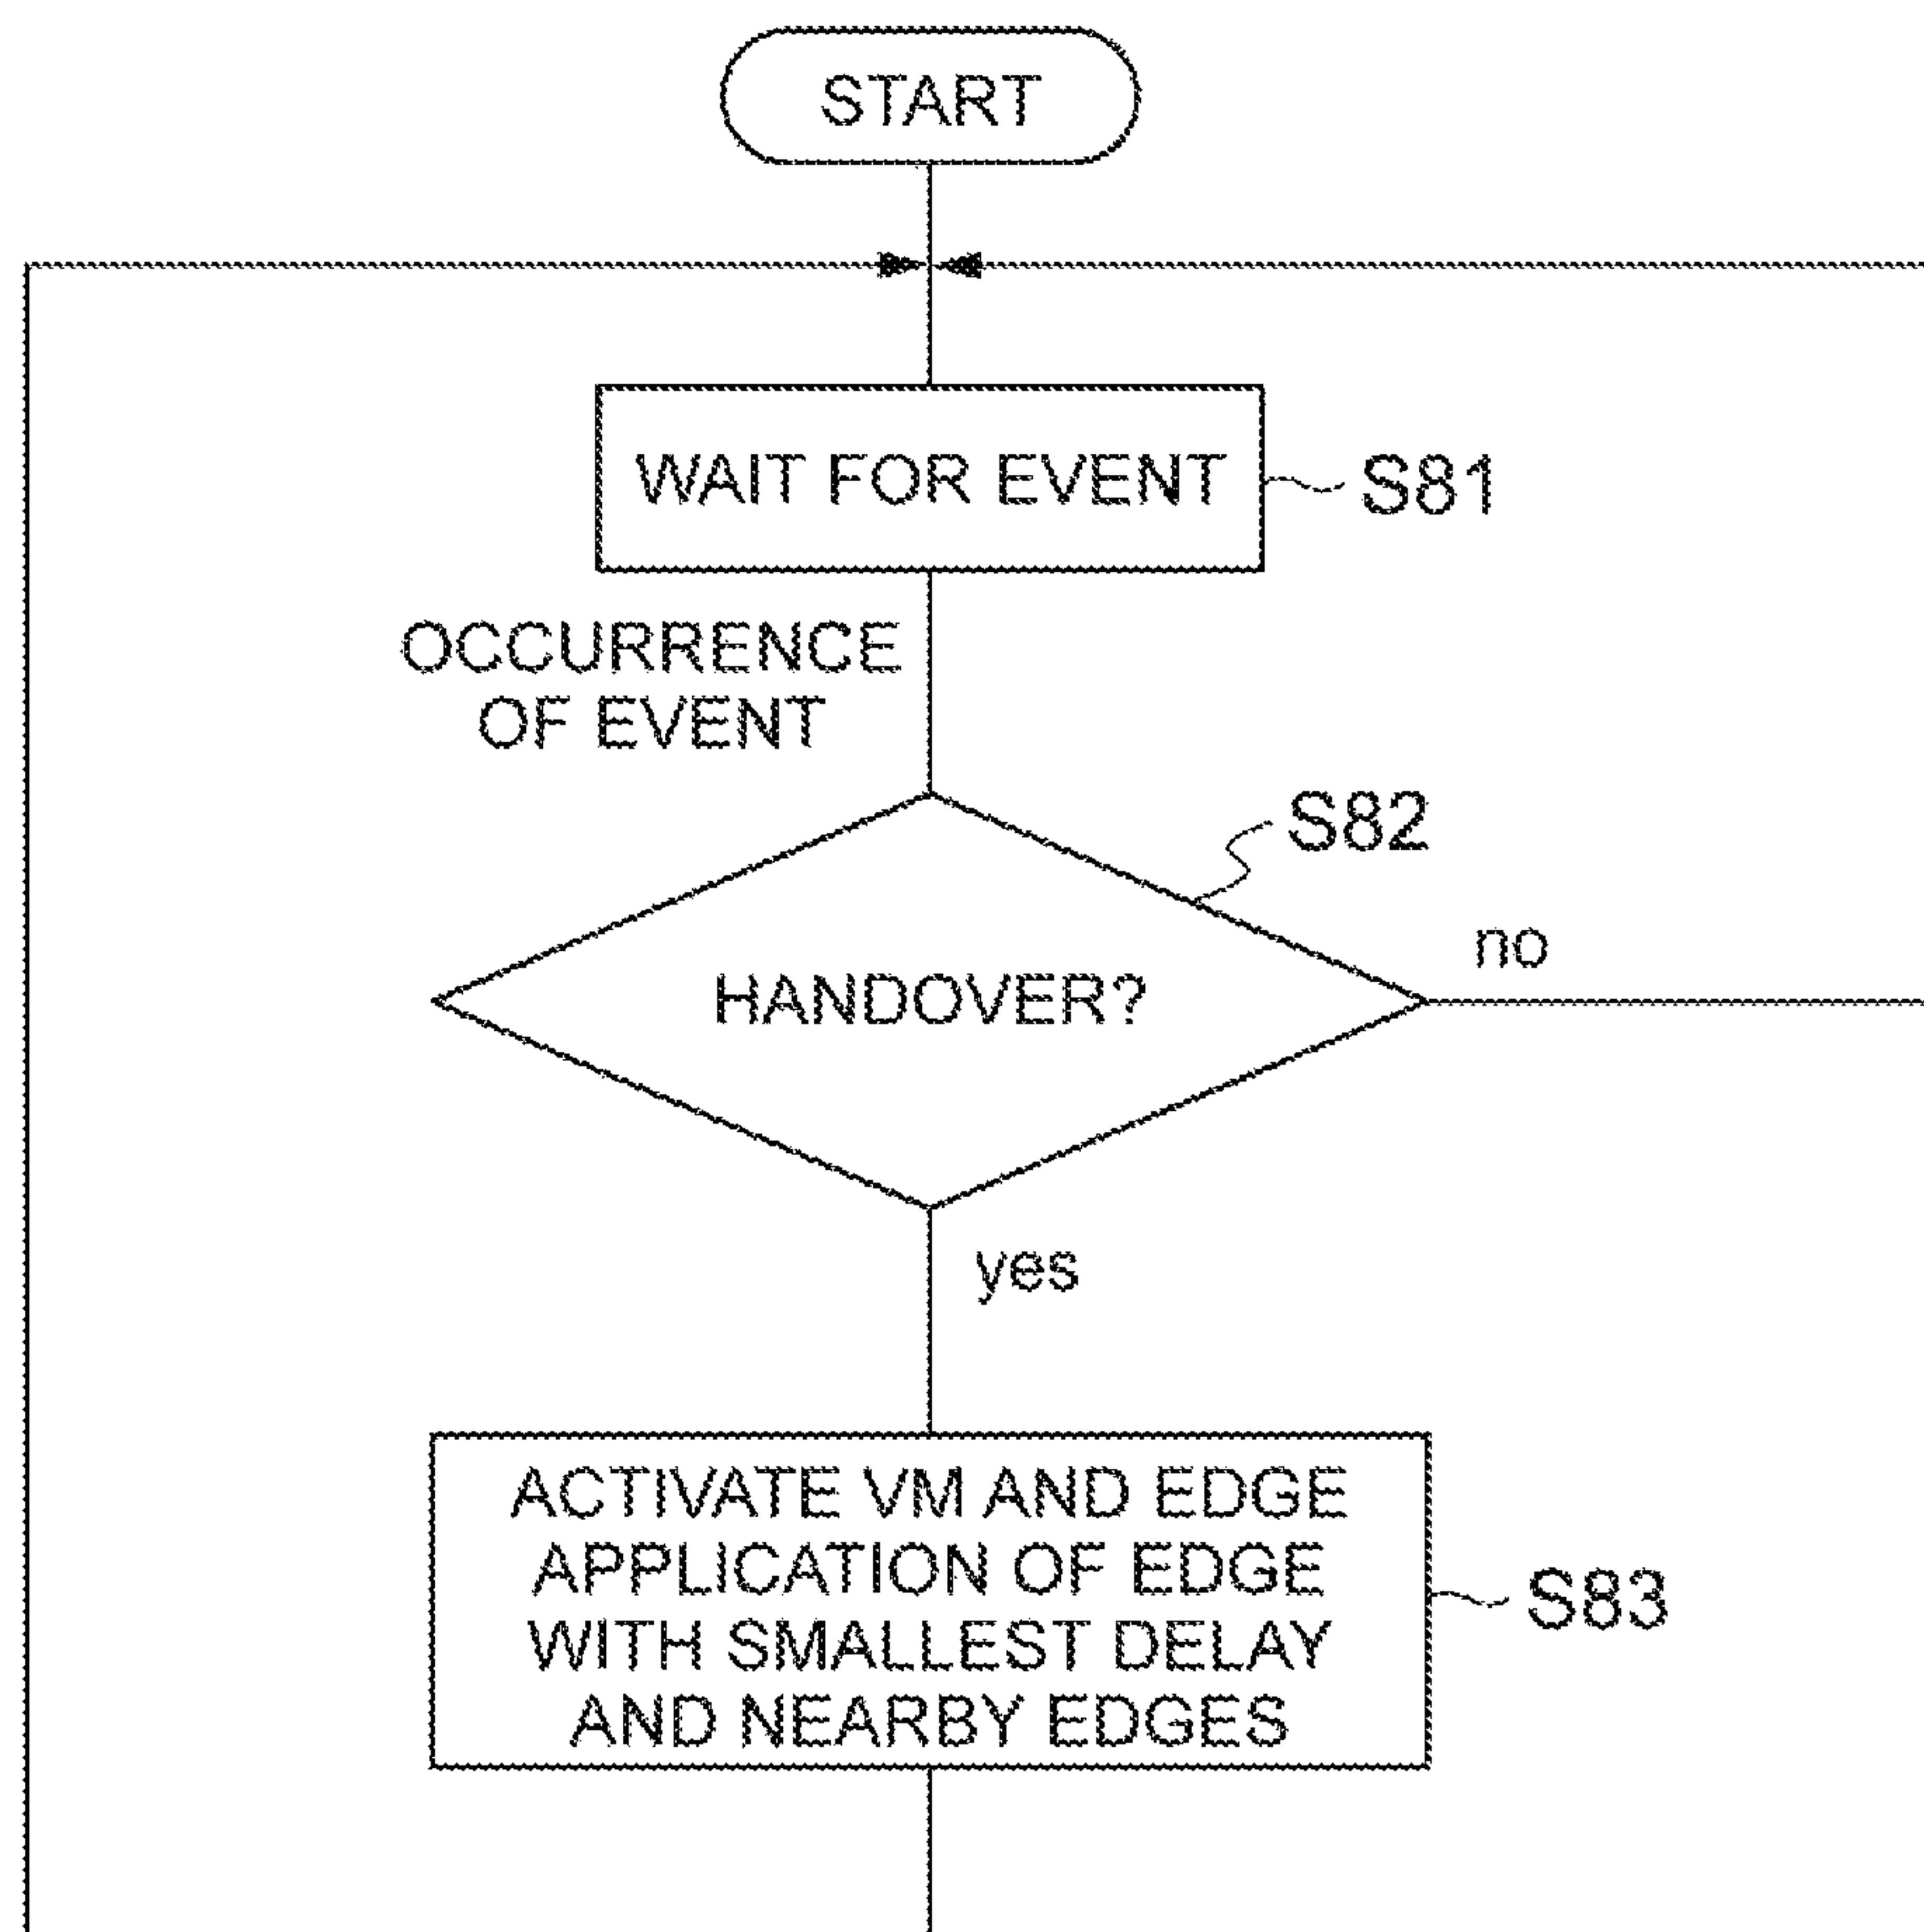 START
WAIT FOR EVENT
S81
OCCURRENCE
OF EVENT
S82
HANDOVER?
no
yes
ACTIVATE VM AND EDGE
APPLICATION OF EDGE
WITH SMALLEST DELAY
AND NEARBY EDGES
S83